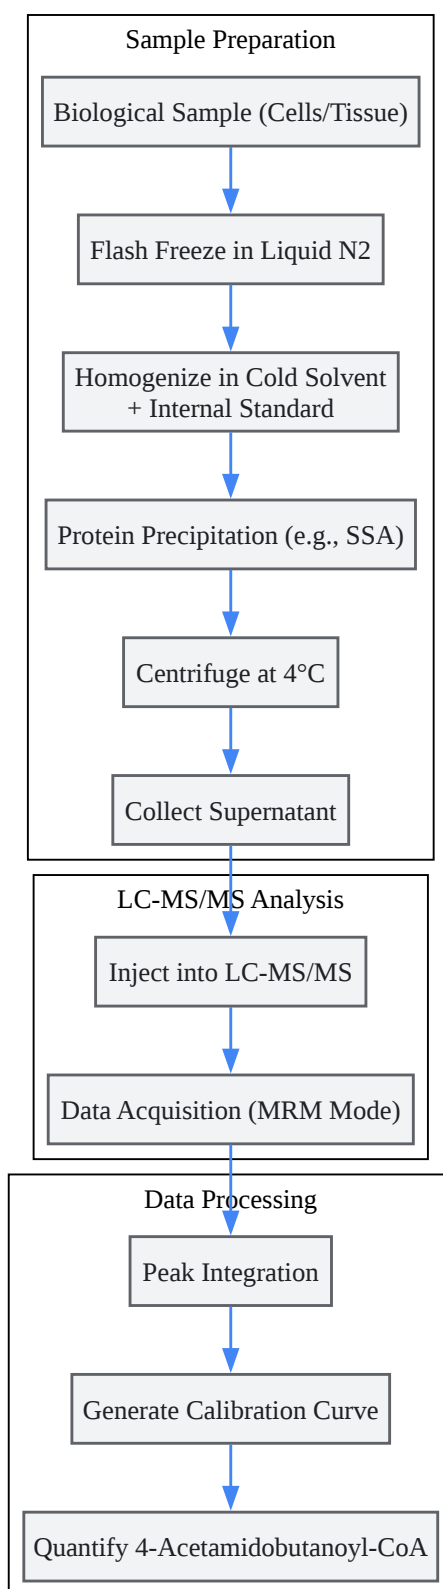 Sample Preparation
Biological Sample (Cells/Tissue)
Flash Freeze in Liquid N2
Homogenize in Cold Solvent
+ Internal Standard
Protein Precipitation (e.g., SSA)
Centrifuge at 4°C
Collect Supernatant
LC-MS/MS Analysis
Inject into LC-MS/MS
Data Acquisition (MRM Mode)
Data Processing
Peak Integration
Generate Calibration Curve
Quantify 4-Acetamidobutanoyl-CoA